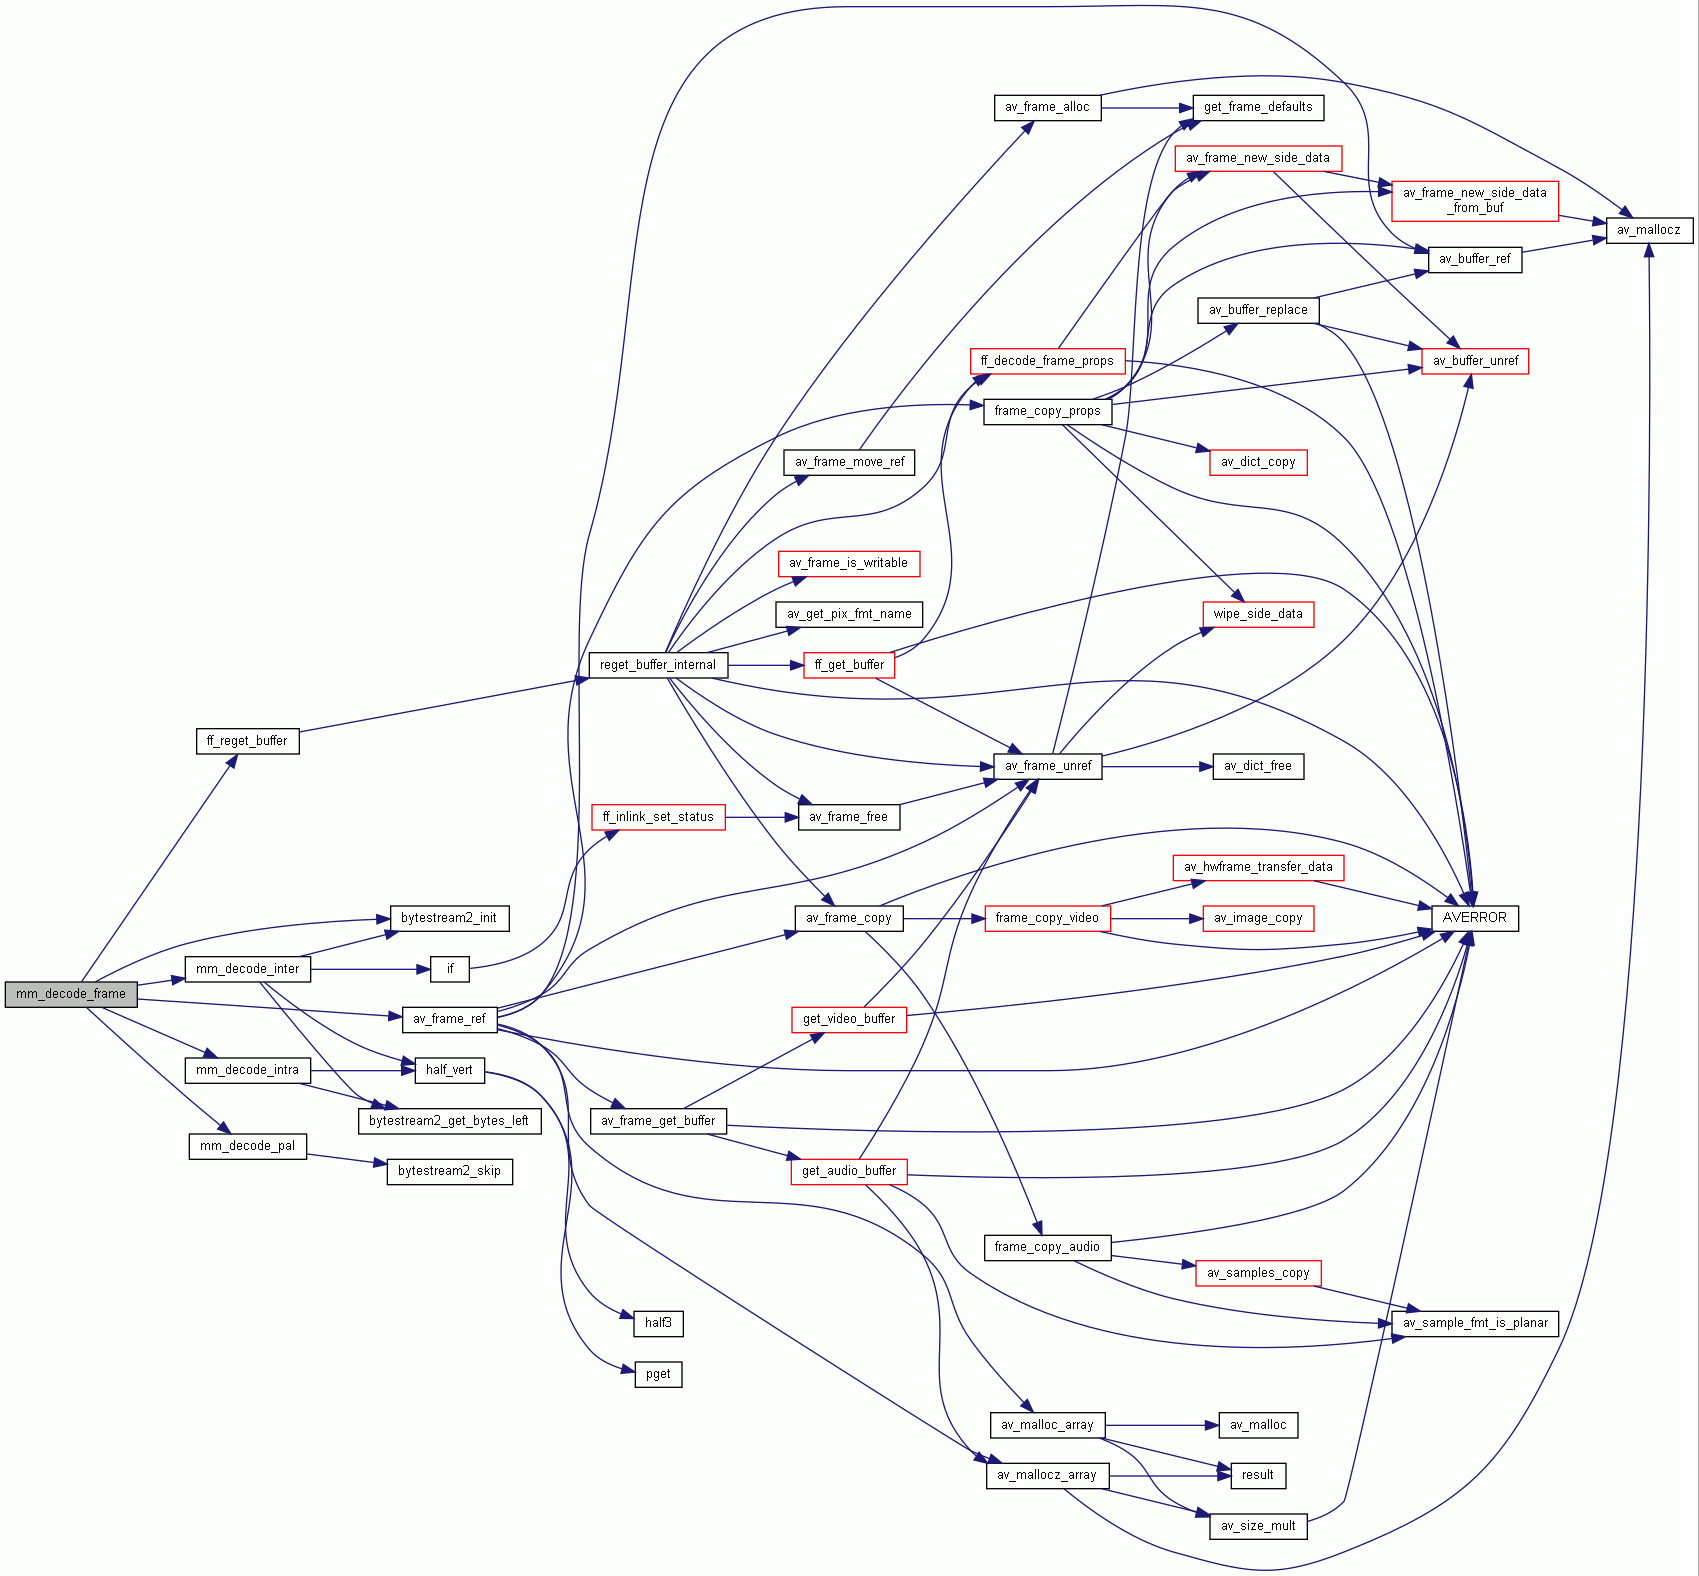 av_frame_alloc
get_frame_defaults
av_frame_new_side_data
av_frame_new_side_data
_from_buf
av_mallocz
av_buffer_ref
av_buffer_replace
ff_decode_frame_props
av_buffer_unref
frame_copy_props
av_frame_move_ref
av_dict_copy
av_frame_is_writable
av_get_pix_fmt_name
wipe_side_data
reget_buffer_internal
ff_get_buffer
ff_reget_buffer
av_frame_unref
av_dict_free
ff_inlink_set_status
av_frame_free
av_hwframe_transfer_data
bytestream2_init
av_frame_copy
frame_copy_video
av_image_copy
AVERROR
mm_decode_inter
if
mm_decode_frame
av_frame_ref
get_video_buffer
mm_decode_intra
half_vert
bytestream2_get_bytes_left
av_frame_get_buffer
mm_decode_pal
bytestream2_skip
get_audio_buffer
frame_copy_audio
av_samples_copy
half3
av_sample_fmt_is_planar
pget
av_malloc_array
av_malloc
av_mallocz_array
result
av_size_mult